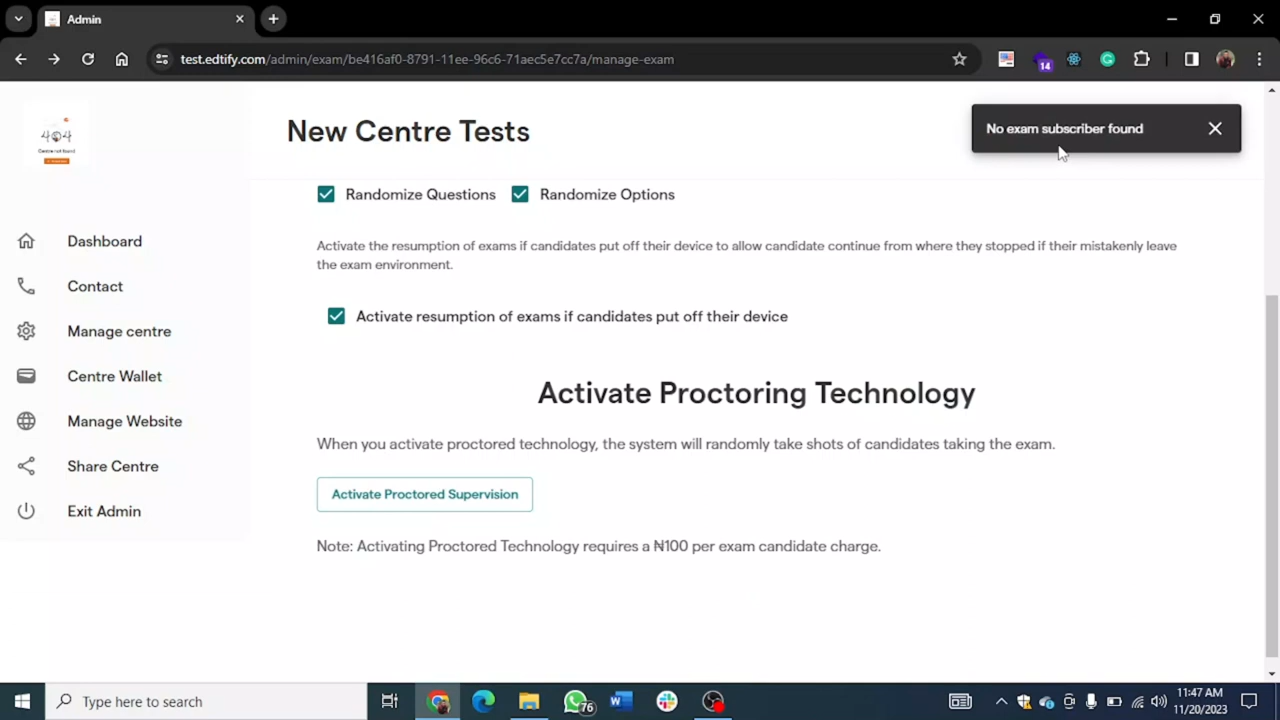 Admin
test.edtify.com/admin/exam/be416af0-8791-11ee-96c6-71aec5e7cc7a/manage-exam
14
404
Centre not found
New Centre Tests
No exam subscriber found
Dashboard
Contact
Manage centre
Centre Wallet
Manage Website
Share Centre
Exit Admin
Randomize Questions
Randomize Options
Activate the resumption of exams if candidates put off their device to allow candidate continue from where they stopped if their mistakenly leave
the exam environment.
Activate resumption of exams if candidates put off their device
Activate Proctoring Technology
When you activate proctored technology, the system will randomly take shots of candidates taking the exam.
Activate Proctored Supervision
Note: Activating Proctored Technology requires a ₦100 per exam candidate charge.
Type here to search
76
11:47 AM
11/20/2023